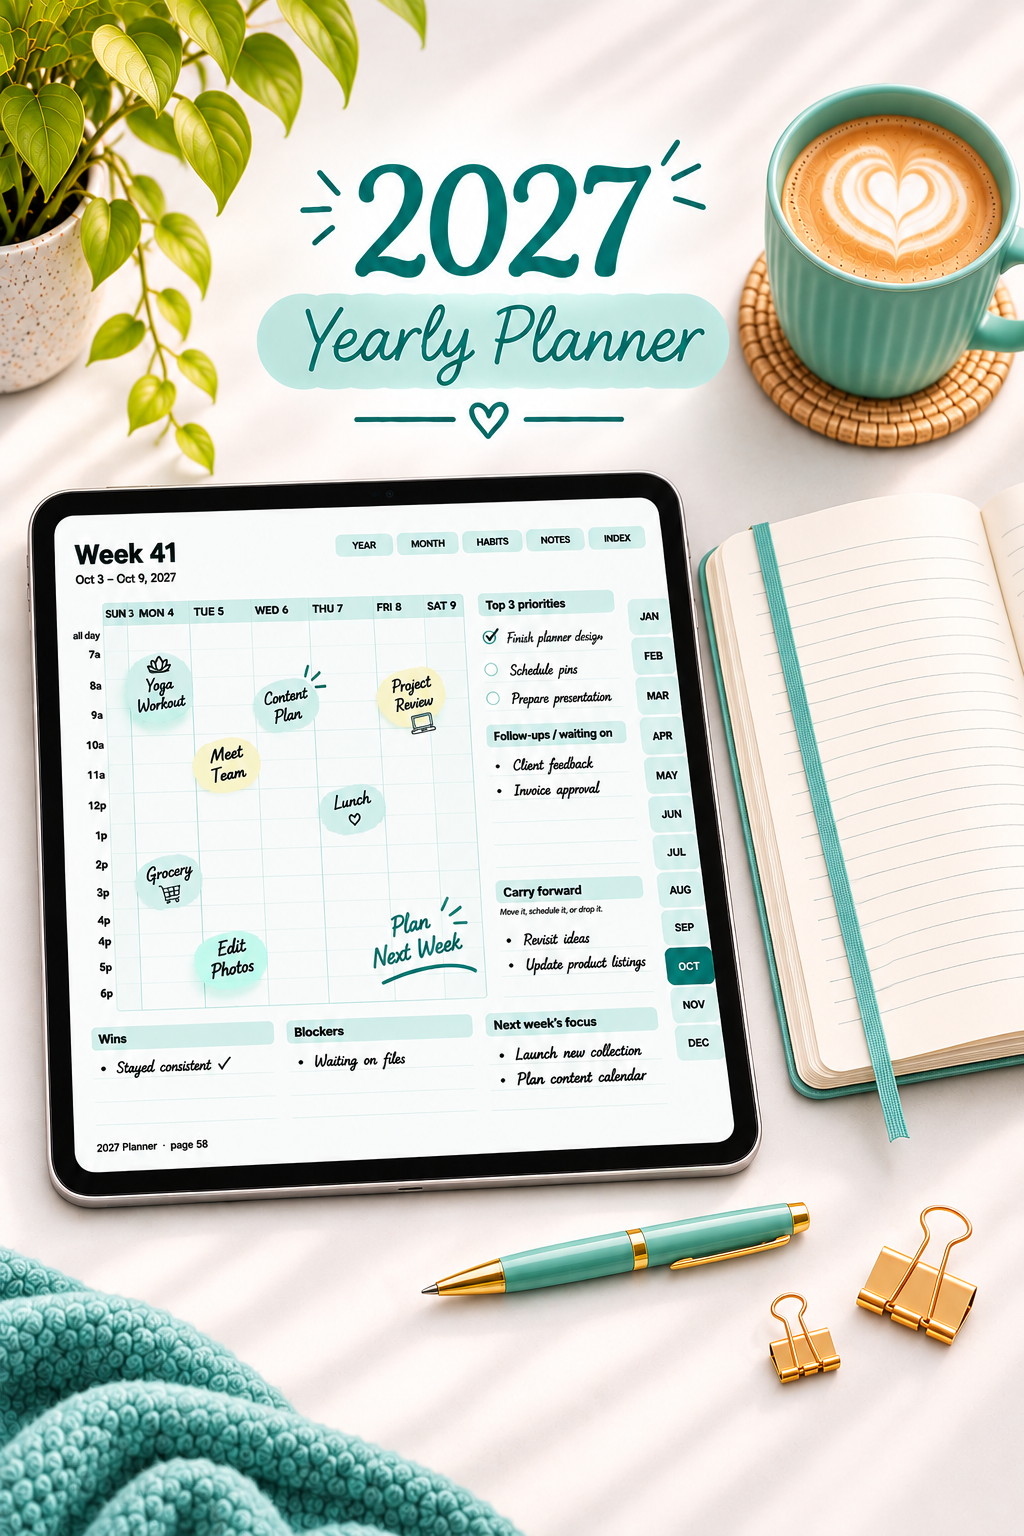 2027
Yearly Planner
Week 41
Oct 3 – Oct 9, 2027
YEAR
MONTH
HABITS
NOTES
INDEX
SUN 3 MON 4 TUE 5 WED 6 THU 7 FRI 8 SAT 9
all day
7a
8a
9a
10a
11a
12p
1p
2p
3p
4p
4p
5p
6p
Yoga
Workout
Content
Plan
Project
Review
Meet
Team
Lunch
Grocery
Edit
Photos
Plan
Next Week
Top 3 priorities
Finish planner design
Schedule pins
Prepare presentation
Follow-ups / waiting on
• Client feedback
• Invoice approval
Carry forward
Move it, schedule it, or drop it.
• Revisit ideas
• Update product listings
JAN
FEB
MAR
APR
MAY
JUN
JUL
AUG
SEP
OCT
NOV
DEC
Wins
• Stayed consistent ✓
Blockers
• Waiting on files
Next week's focus
• Launch new collection
• Plan content calendar
2027 Planner · page 58